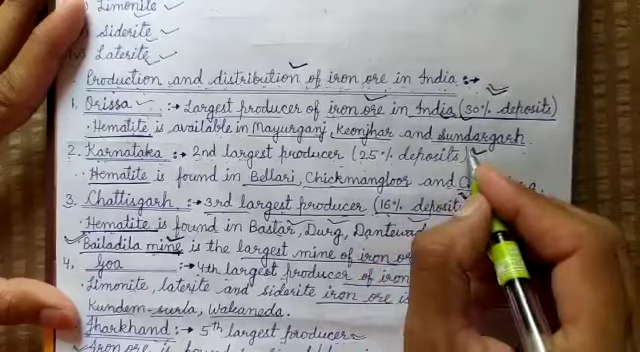 Limonite
Siderite
Laterite
Production and distribution of iron ore in India :→
1. Orissa :→ Largest producer of iron ore in India (30% deposits)
· Hematite is available in Mayurganj, Keonjhar and Sundargarh.
2. Karnataka :→ 2nd largest producer (25% deposits)
· Hematite is found in Bellari, Chickmangloor and
3. Chattisgarh :→ 3rd largest producer (16% deposit
Hematite is found in Bastar, Durg, Dantewad
Bailadila mine is the largest mine of iron or
4. Goa :→ 4th largest producer of iron
· Limonite, laterite and siderite iron ore is
Kundem-surla, Walcaneda.
Jharkhand :→ 5th largest producer